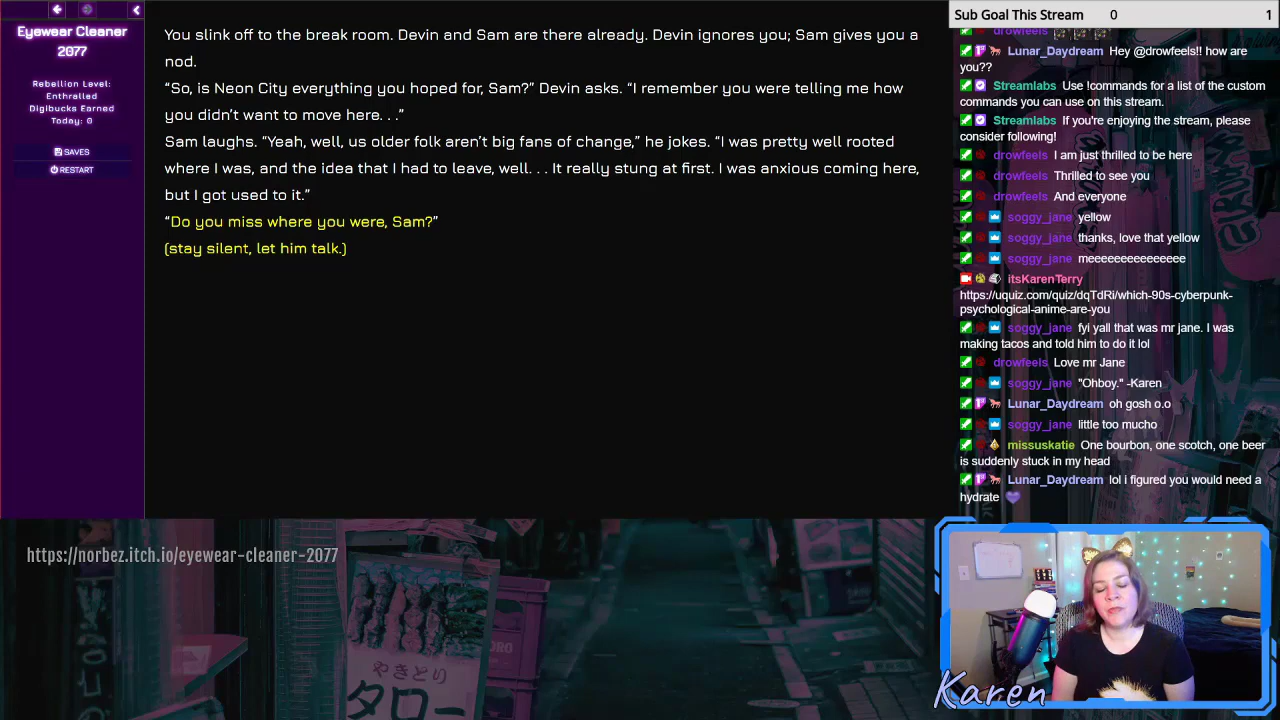 Eyewear Cleaner
2077
Rebellion Level:
Enthralled
Digibucks Earned
Today: 0
SAVES
RESTART
You slink off to the break room. Devin and Sam are there already. Devin ignores you; Sam gives you a
nod.
“So, is Neon City everything you hoped for, Sam?” Devin asks. “I remember you were telling me how
you didn’t want to move here. . .”
Sam laughs. “Yeah, well, us older folk aren’t big fans of change,” he jokes. “I was pretty well rooted
where I was, and the idea that I had to leave, well. . . It really stung at first. I was anxious coming here,
but I got used to it.”
“Do you miss where you were, Sam?”
(stay silent, let him talk.)
https://norbez.itch.io/eyewear-cleaner-2077
やきとり
タロー
Sub Goal This Stream 0 1
drowfeels
Lunar_Daydream Hey @drowfeels!! how are
you??
Streamlabs Use !commands for a list of the custom
commands you can use on this stream.
Streamlabs If you're enjoying the stream, please
consider following!
drowfeels I am just thrilled to be here
drowfeels Thrilled to see you
drowfeels And everyone
soggy_jane yellow
soggy_jane thanks, love that yellow
soggy_jane meeeeeeeeeeeeeee
itsKarenTerry
https://uquiz.com/quiz/dqTdRi/which-90s-cyberpunk-
psychological-anime-are-you
soggy_jane fyi yall that was mr jane. I was
making tacos and told him to do it lol
drowfeels Love mr Jane
soggy_jane "Ohboy." -Karen
Lunar_Daydream oh gosh o.o
soggy_jane little too mucho
missuskatie One bourbon, one scotch, one beer
is suddenly stuck in my head
Lunar_Daydream lol i figured you would need a
hydrate
Karen